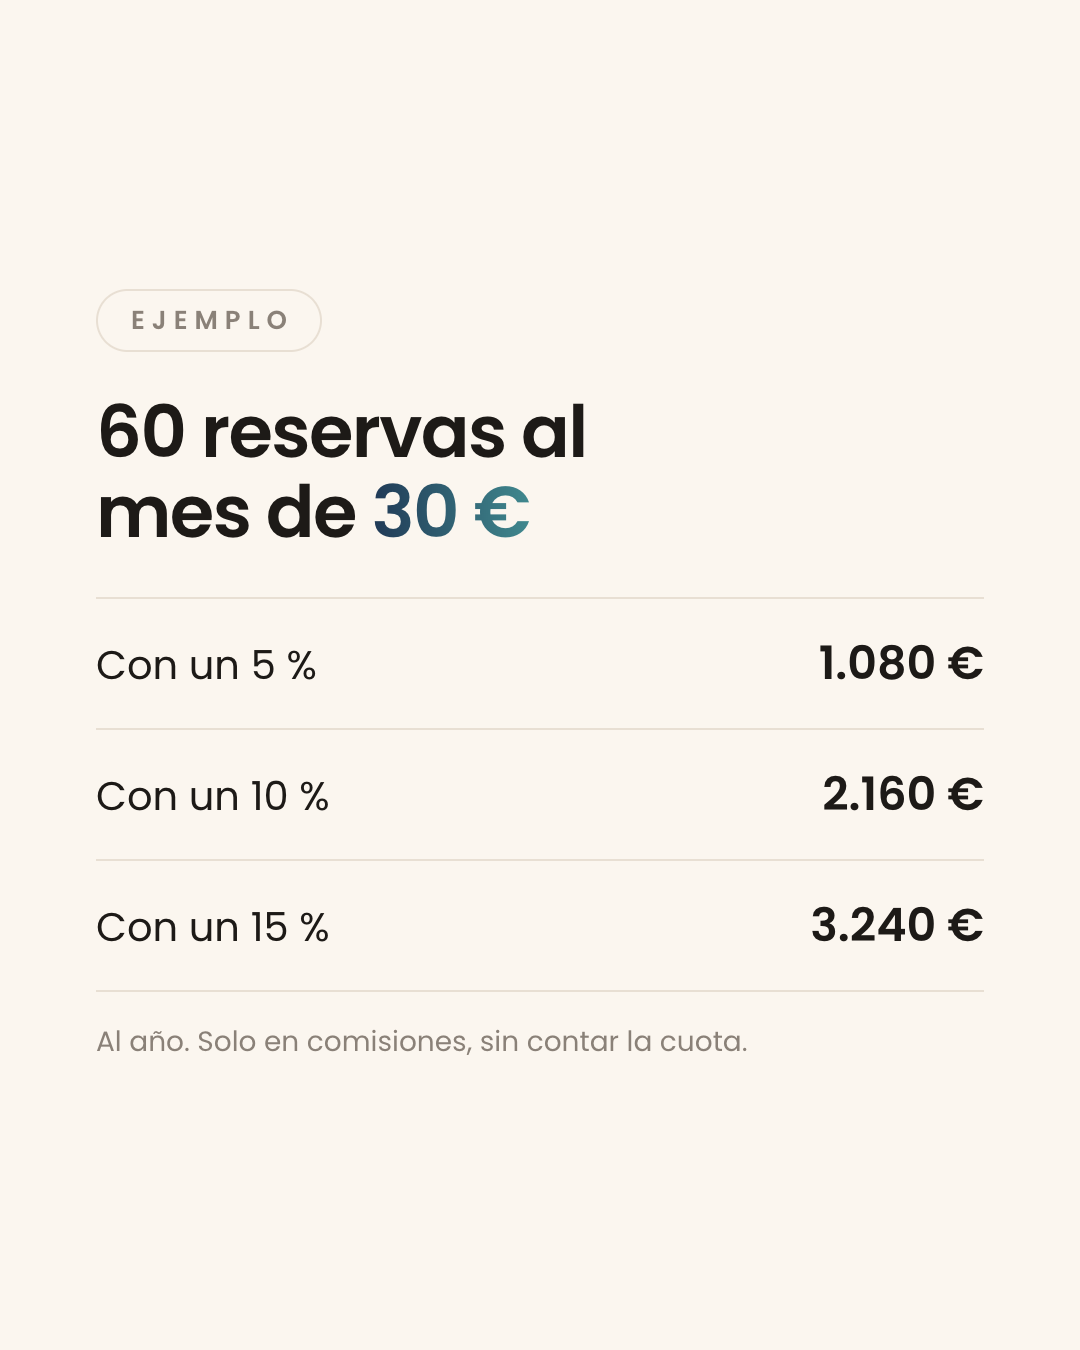 EJEMPLO
60 reservas al
mes de 30 €
Con un 5 % 1.080 €
Con un 10 % 2.160 €
Con un 15 % 3.240 €
Al año. Solo en comisiones, sin contar la cuota.